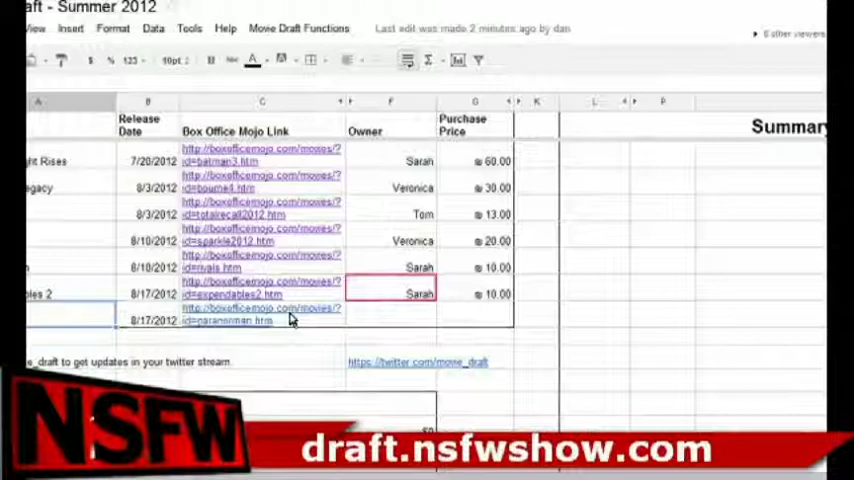 aft - Summer 2012
View Insert Format Data Tools Help Movie Draft Functions Last edit was made 2 minutes ago by dan 6 other viewers
$ % 123 10pt B Abc A Σ
A B C F G K L P
Release Date Box Office Mojo Link Owner Purchase Price Summary
ht Rises 7/20/2012 http://boxofficemojo.com/movies/?id=batman3.htm Sarah ₪ 60.00
egacy 8/3/2012 http://boxofficemojo.com/movies/?id=bourne4.htm Veronica ₪ 30.00
8/3/2012 http://boxofficemojo.com/movies/?id=totalrecall2012.htm Tom ₪ 13.00
8/10/2012 http://boxofficemojo.com/movies/?id=sparkle2012.htm Veronica ₪ 20.00
n 8/10/2012 http://boxofficemojo.com/movies/?id=rivals.htm Sarah ₪ 10.00
les 2 8/17/2012 http://boxofficemojo.com/movies/?id=expendables2.htm Sarah ₪ 10.00
8/17/2012 http://boxofficemojo.com/movies/?id=paranorman.htm
e_draft to get updates in your twitter stream. https://twitter.com/movie_draft
NSFW
draft.nsfwshow.com